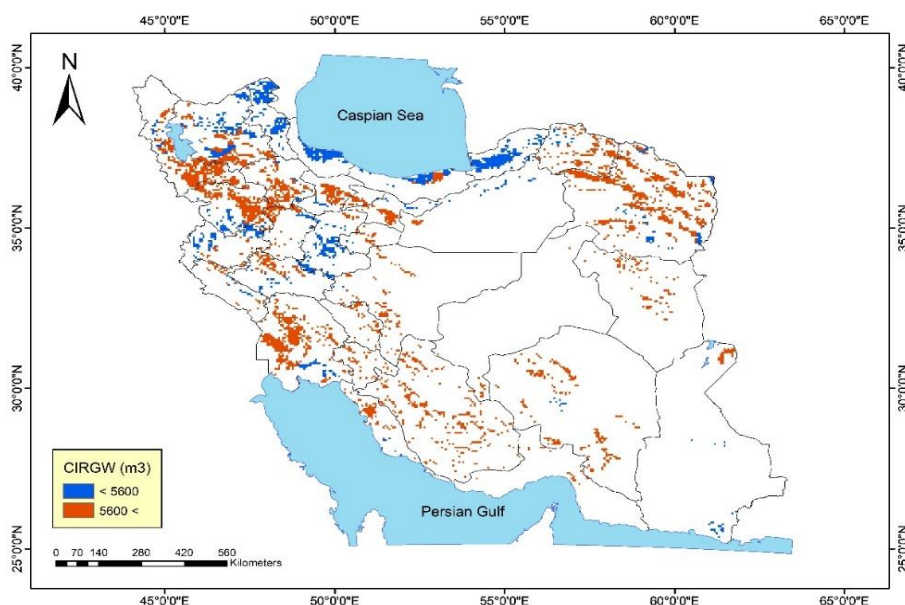 45°0'0"E 50°0'0"E 55°0'0"E 60°0'0"E 65°0'0"E
40°0'0"N 40°0'0"N
N
Caspian Sea
35°0'0"N 35°0'0"N
30°0'0"N 30°0'0"N
CIRGW (m3)
< 5600
5600 <
Persian Gulf
25°0'0"N 25°0'0"N
0 70 140 280 420 560
Kilometers
45°0'0"E 50°0'0"E 55°0'0"E 60°0'0"E 65°0'0"E